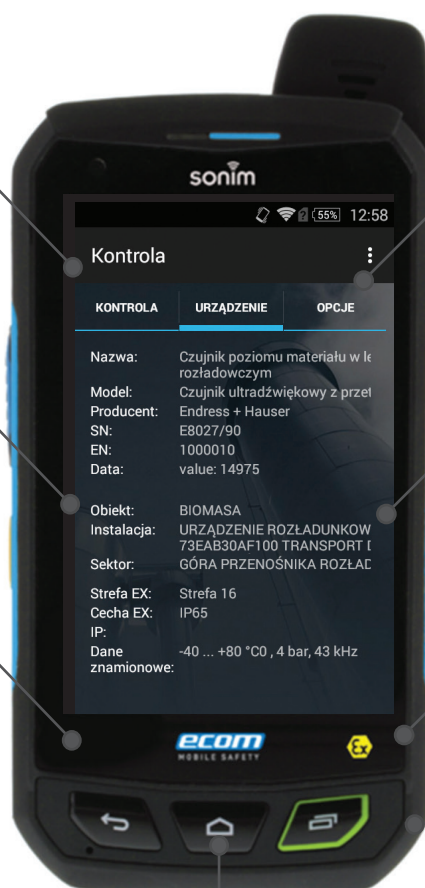 sonim
55% 12:58
Kontrola
KONTROLA URZĄDZENIE OPCJE
Nazwa: Czujnik poziomu materiału w le
rozładowczym
Model: Czujnik ultradźwiękowy z przet
Producent: Endress + Hauser
SN: E8027/90
EN: 1000010
Data: value: 14975
Obiekt: BIOMASA
Instalacja: URZĄDZENIE ROZŁADUNKOW
73EAB30AF100 TRANSPORT
Sektor: GÓRA PRZENOŚNIKA ROZŁAD
Strefa EX: Strefa 16
Cecha EX: IP65
IP:
Dane -40 ... +80 °C0 , 4 bar, 43 kHz
znamionowe:
ecom
MOBILE SAFETY
Ex